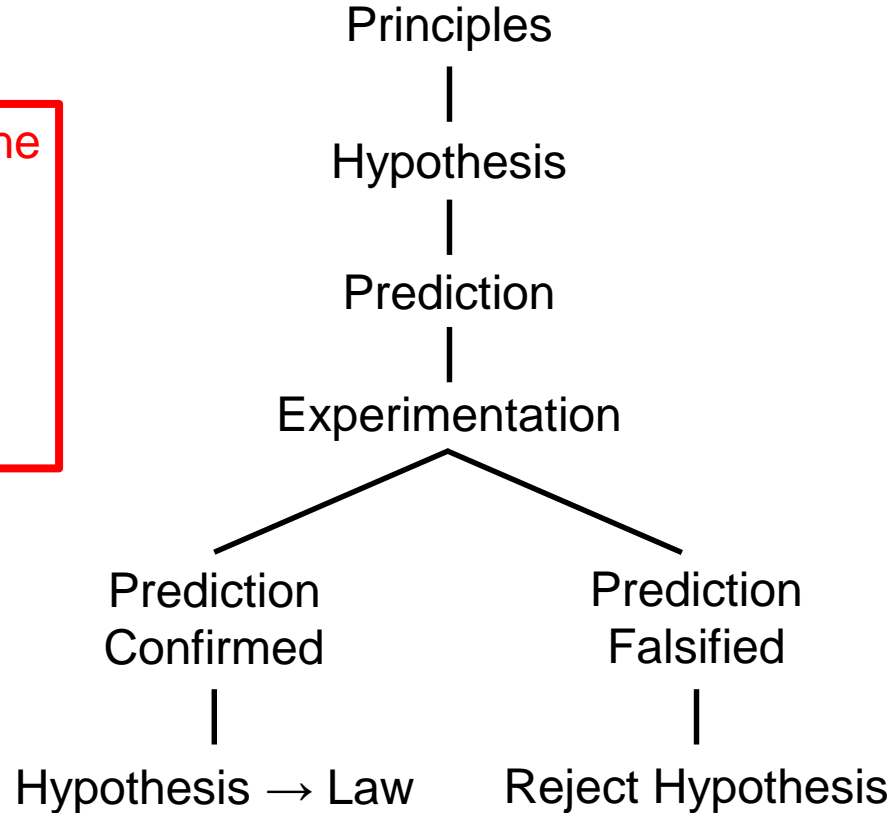 Principles
Hypothesis
Prediction
Experimentation
Prediction
Confirmed
Prediction
Falsified
Hypothesis → Law
Reject Hypothesis